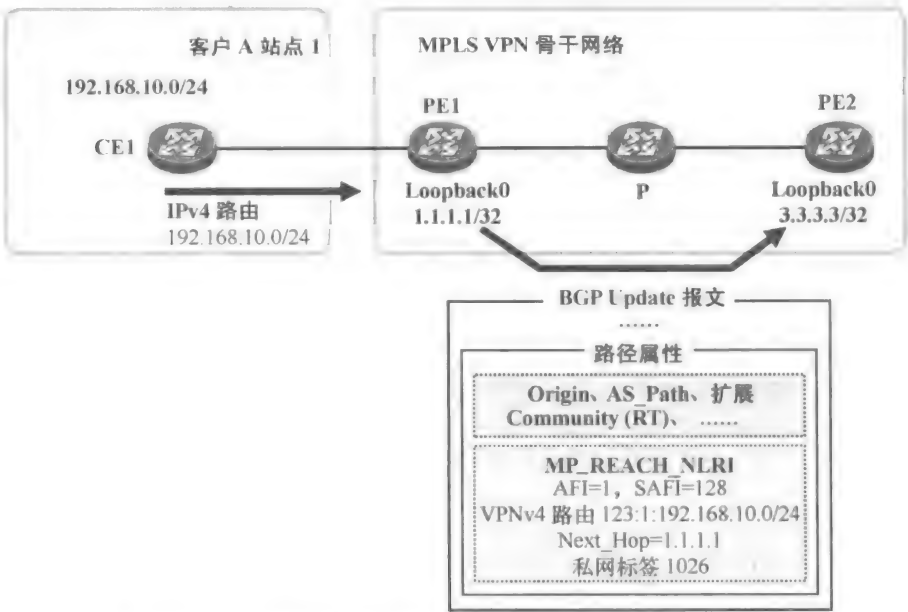 客户 A 站点 1
192.168.10.0/24
CE1
IPv4 路由
192.168.10.0/24
MPLS VPN 骨干网络
PE1
Loopback0
1.1.1.1/32
P
PE2
Loopback0
3.3.3.3/32
BGP Update 报文
……
路径属性
Origin、AS_Path、扩展
Community (RT)、 ……
MP_REACH_NLRI
AFI=1，SAFI=128
VPNv4 路由 123:1:192.168.10.0/24
Next_Hop=1.1.1.1
私网标签 1026